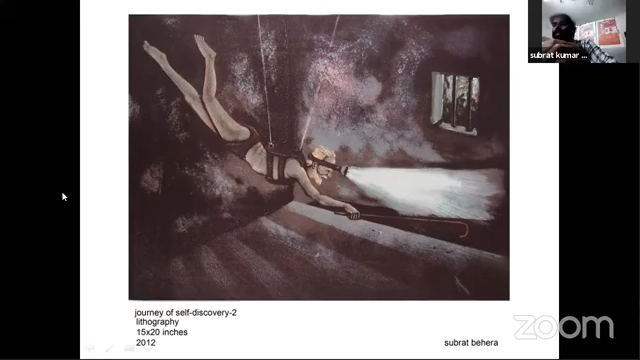 subrat kumar ...
journey of self-discovery-2
lithography
15x20 inches
2012
subrat behera
zoom